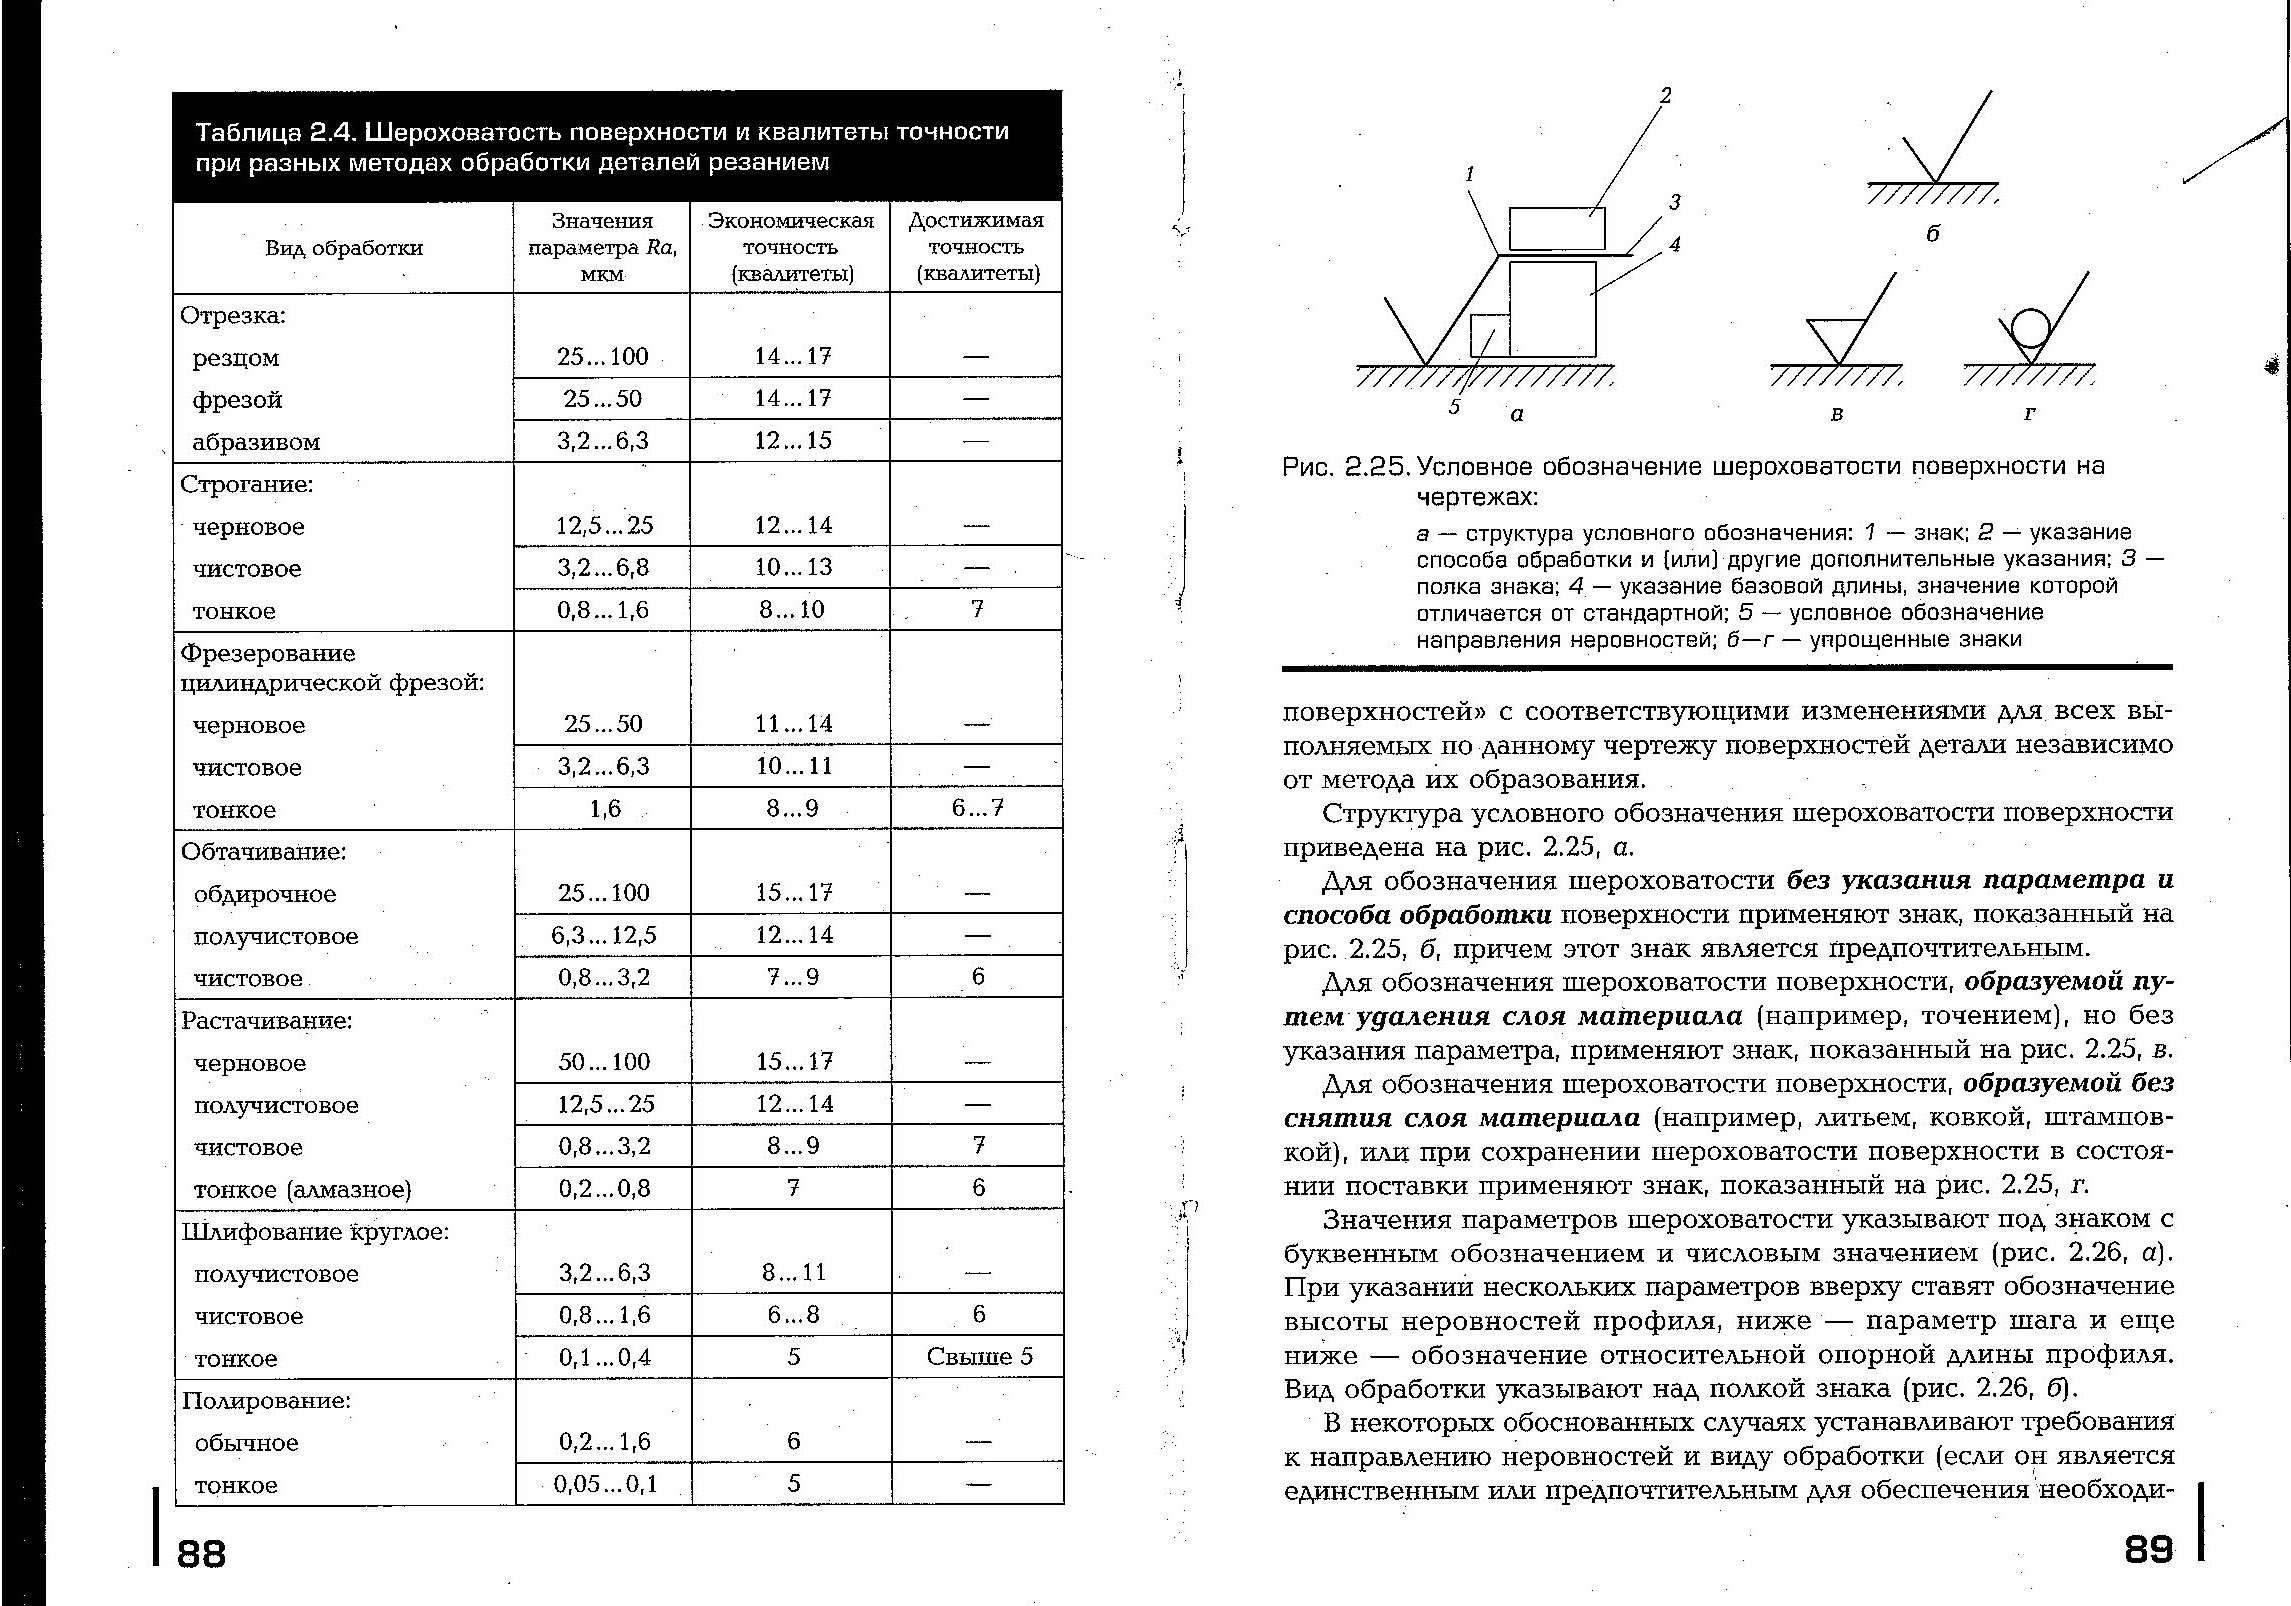 Таблица 2.4. Шероховатость поверхности и квалитеты точности
при разных методах обработки деталей резанием
Вид обработки
Значения
параметра Ra,
мкм
Экономическая
точность
(квалитеты)
Достижимая
точность
(квалитеты)
Отрезка:
резцом 25...100 14...17 —
фрезой 25...50 14...17 —
абразивом 3,2...6,3 12...15 —
Строгание:
черновое 12,5...25 12...14 —
чистовое 3,2...6,8 10...13 —
тонкое 0,8...1,6 8...10 7
Фрезерование
цилиндрической фрезой:
черновое 25...50 11...14 —
чистовое 3,2...6,3 10...11 —
тонкое 1,6 8...9 6...7
Обтачивание:
обдирочное 25...100 15...17 —
получистовое 6,3...12,5 12...14 —
чистовое 0,8...3,2 7...9 6
Растачивание:
черновое 50...100 15...17 —
получистовое 12,5...25 12...14 —
чистовое 0,8...3,2 8...9 7
тонкое (алмазное) 0,2...0,8 7 6
Шлифование круглое:
получистовое 3,2...6,3 8...11 —
чистовое 0,8...1,6 6...8 6
тонкое 0,1...0,4 5 Свыше 5
Полирование:
обычное 0,2...1,6 6 —
тонкое 0,05...0,1 5 —
88
2
1
3
4
5
а
б
в
г
Рис. 2.25. Условное обозначение шероховатости поверхности на
чертежах:
а — структура условного обозначения: 1 — знак; 2 — указание
способа обработки и (или) другие дополнительные указания; 3 —
полка знака; 4 — указание базовой длины, значение которой
отличается от стандартной; 5 — условное обозначение
направления неровностей; б—г — упрощенные знаки
поверхностей» с соответствующими изменениями для всех вы-
полняемых по данному чертежу поверхностей детали независимо
от метода их образования.
Структура условного обозначения шероховатости поверхности
приведена на рис. 2.25, а.
Для обозначения шероховатости без указания параметра и
способа обработки поверхности применяют знак, показанный на
рис. 2.25, б, причем этот знак является предпочтительным.
Для обозначения шероховатости поверхности, образуемой пу-
тем удаления слоя материала (например, точением), но без
указания параметра, применяют знак, показанный на рис. 2.25, в.
Для обозначения шероховатости поверхности, образуемой без
снятия слоя материала (например, литьем, ковкой, штампов-
кой), или при сохранении шероховатости поверхности в состоя-
нии поставки применяют знак, показанный на рис. 2.25, г.
Значения параметров шероховатости указывают под знаком с
буквенным обозначением и числовым значением (рис. 2.26, а).
При указании нескольких параметров вверху ставят обозначение
высоты неровностей профиля, ниже — параметр шага и еще
ниже — обозначение относительной опорной длины профиля.
Вид обработки указывают над полкой знака (рис. 2.26, б).
В некоторых обоснованных случаях устанавливают требования
к направлению неровностей и виду обработки (если он является
единственным или предпочтительным для обеспечения необходи-
89